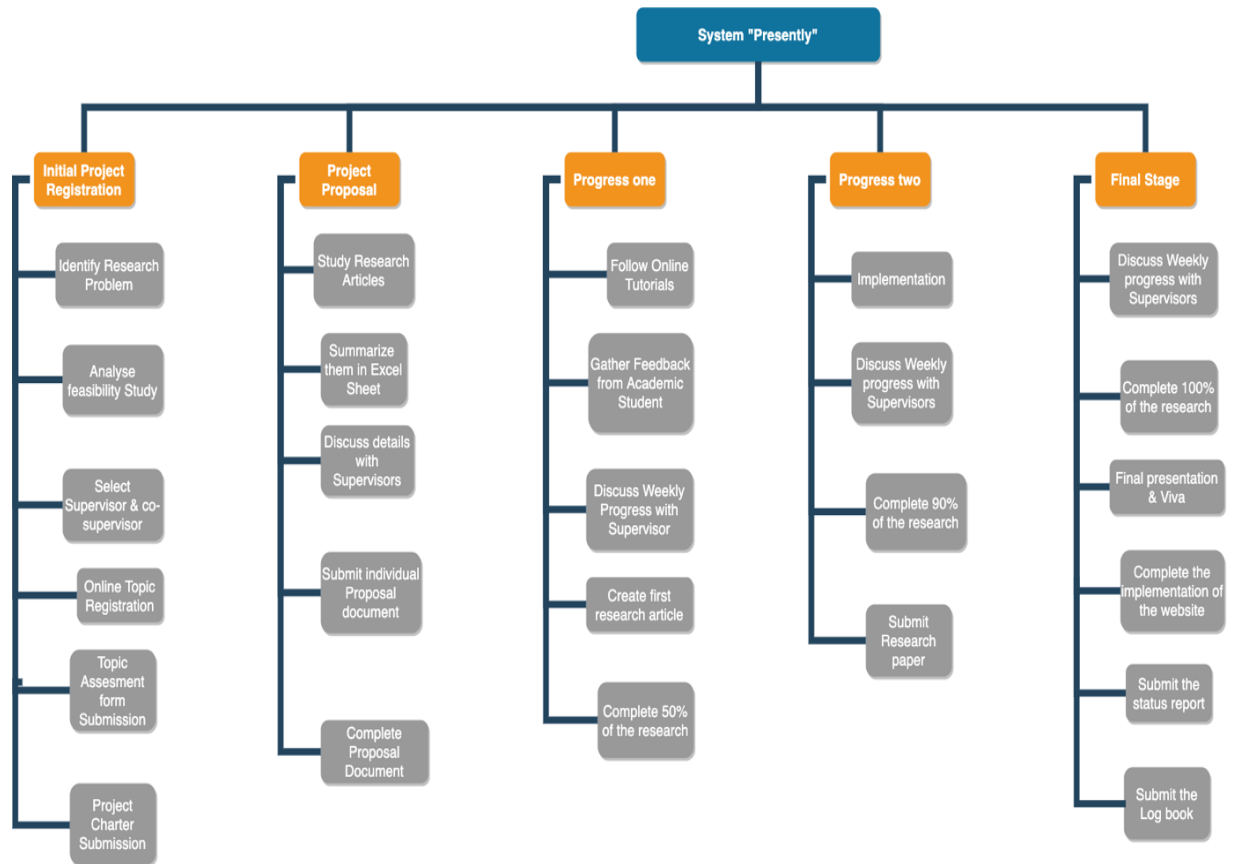 System "Presently"
Initial Project
Registration
Identify Research
Problem
Analyse
feasibility Study
Select
Supervisor & co-
supervisor
Online Topic
Registration
Topic
Assesment
form
Submission
Project
Charter
Submission
Project
Proposal
Study Research
Articles
Summarize
them in Excel
Sheet
Discuss details
with
Supervisors
Submit individual
Proposal
document
Complete
Proposal
Document
Progress one
Follow Online
Tutorials
Gather Feedback
from Academic
Student
Discuss Weekly
Progress with
Supervisor
Create first
research article
Complete 50%
of the research
Progress two
Implementation
Discuss Weekly
progress with
Supervisors
Complete 90%
of the research
Submit
Research
paper
Final Stage
Discuss Weekly
progress with
Supervisors
Complete 100%
of the research
Final presentation
& Viva
Complete the
implementation of
the website
Submit the
status report
Submit the
Log book